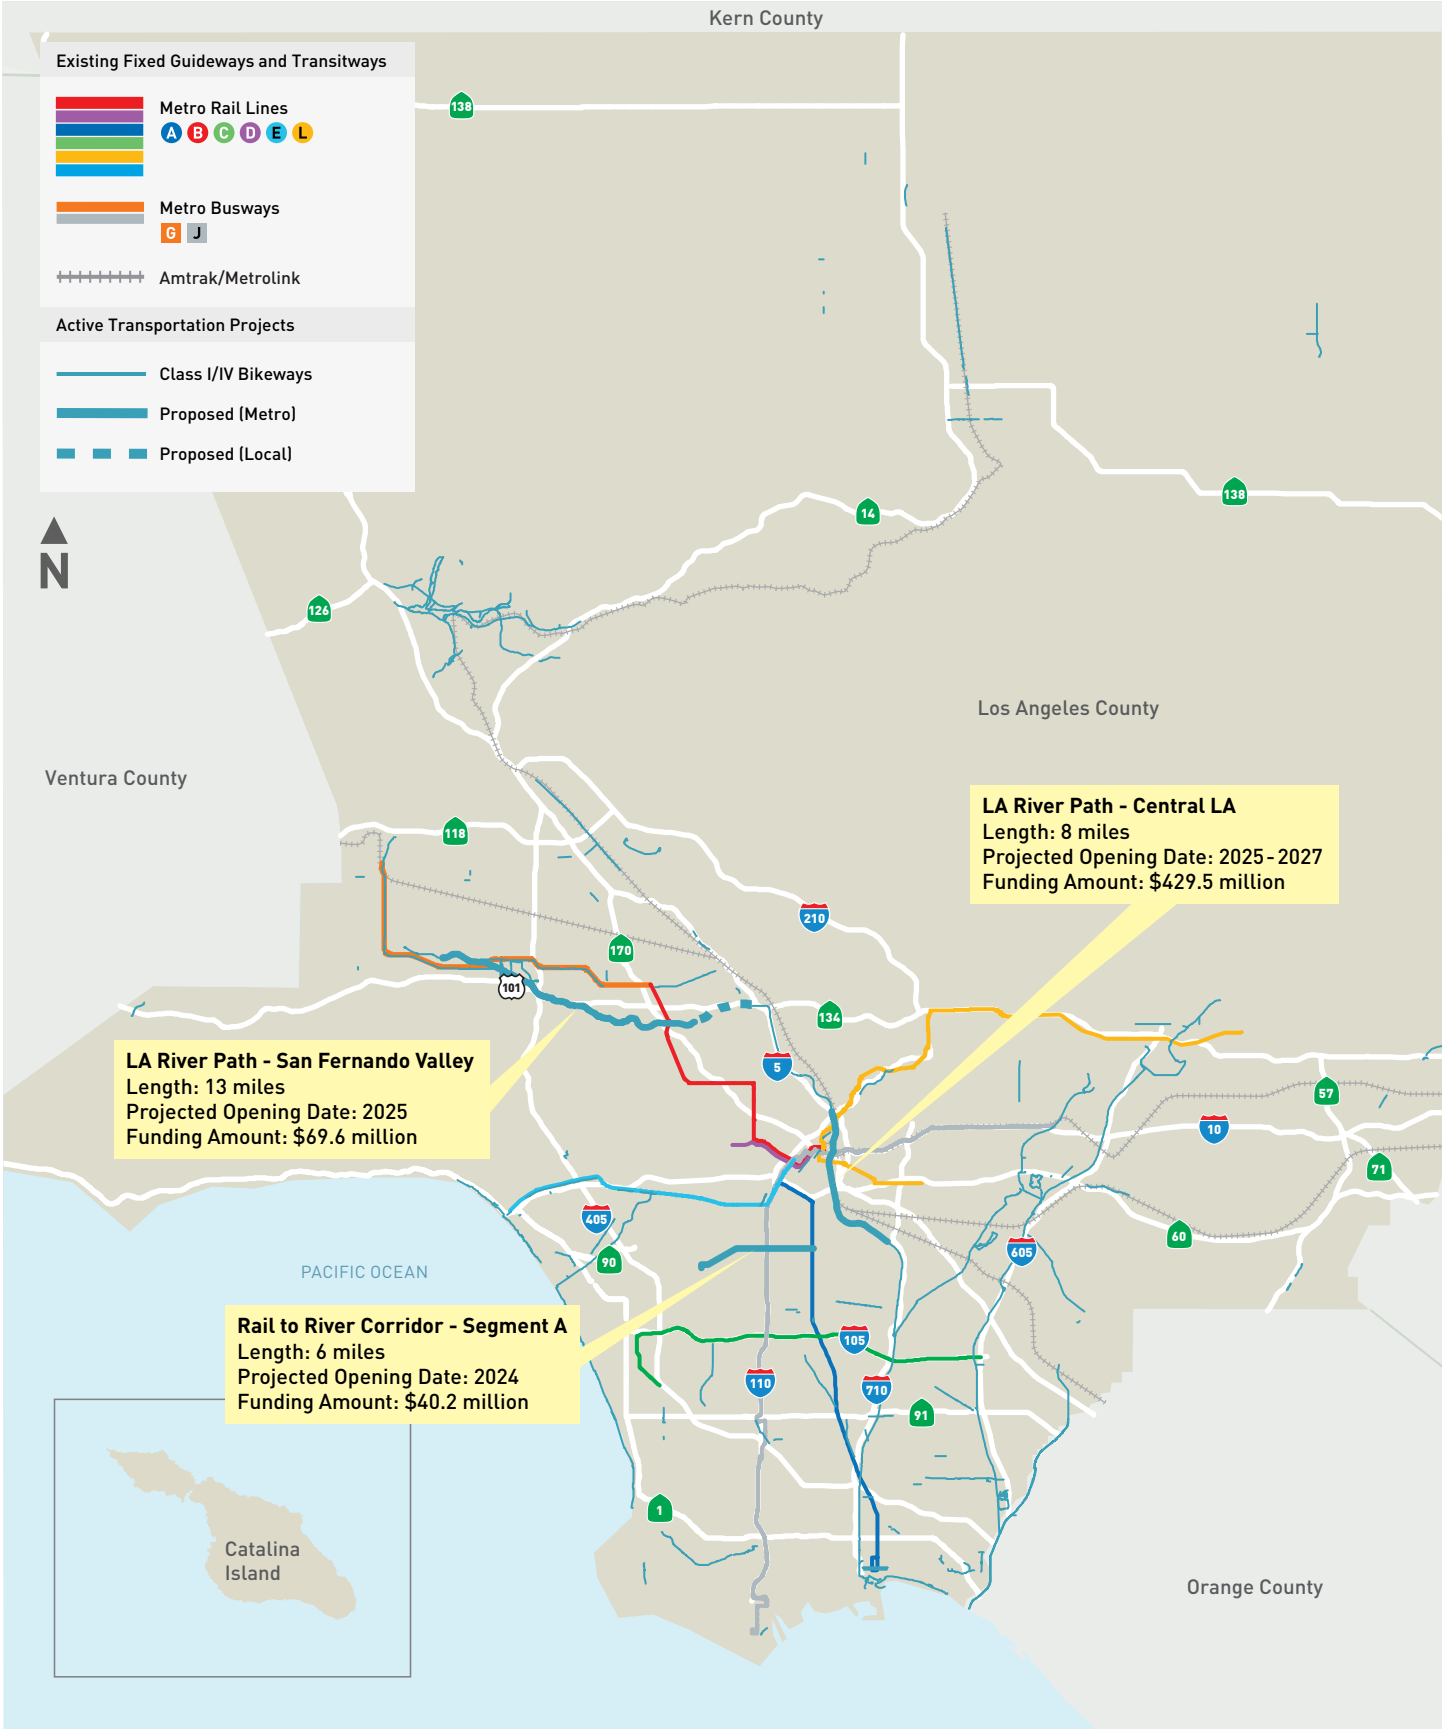 Kern County
Existing Fixed Guideways and Transitways
Metro Rail Lines
A B C D E L
Metro Busways
G J
Amtrak/Metrolink
Active Transportation Projects
Class I/IV Bikeways
Proposed (Metro)
Proposed (Local)
N
138
14
138
126
Los Angeles County
Ventura County
LA River Path - Central LA
Length: 8 miles
Projected Opening Date: 2025-2027
Funding Amount: $429.5 million
118
210
170
101
134
LA River Path - San Fernando Valley
Length: 13 miles
Projected Opening Date: 2025
Funding Amount: $69.6 million
5
57
10
71
405
60
605
90
PACIFIC OCEAN
Rail to River Corridor - Segment A
Length: 6 miles
Projected Opening Date: 2024
Funding Amount: $40.2 million
105
110
710
91
1
Catalina
Island
Orange County